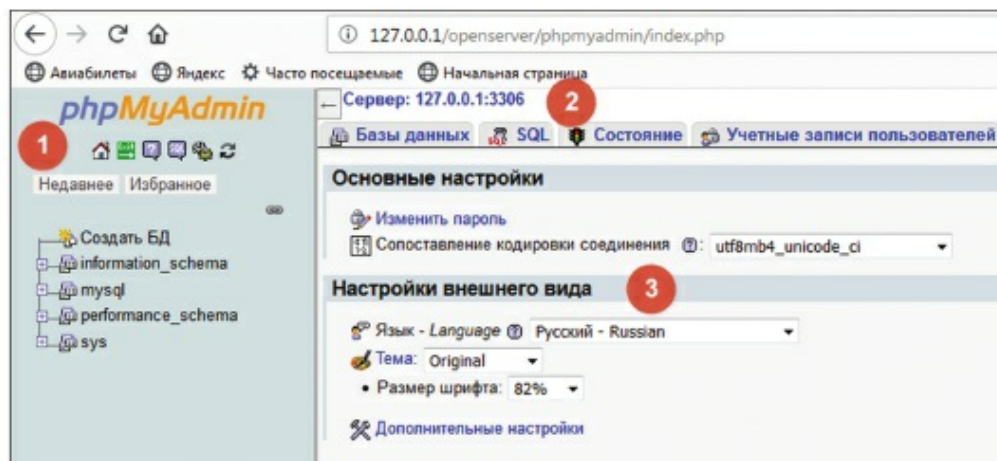 127.0.0.1/openserver/phpmyadmin/index.php
Авиабилеты Яндекс Часто посещаемые Начальная страница
phpMyAdmin
1
Недавнее Избранное
Создать БД
information_schema
mysql
performance_schema
sys
Сервер: 127.0.0.1:3306
2
Базы данных SQL Состояние Учетные записи пользователей
Основные настройки
Изменить пароль
Сопоставление кодировки соединения : utf8mb4_unicode_ci
Настройки внешнего вида 3
Язык - Language Русский - Russian
Тема: Original
• Размер шрифта: 82%
Дополнительные настройки